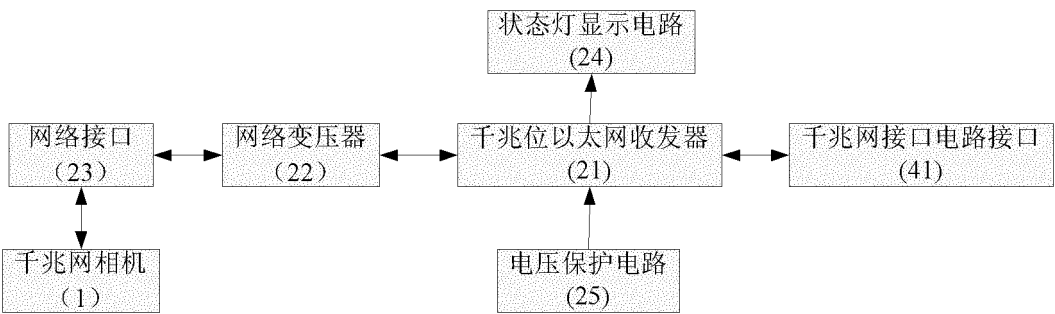 状态灯显示电路
(24)
网络接口
（23）
网络变压器
（22）
千兆位以太网收发器
(21)
千兆网接口电路接口
(41)
千兆网相机
（1）
电压保护电路
(25)